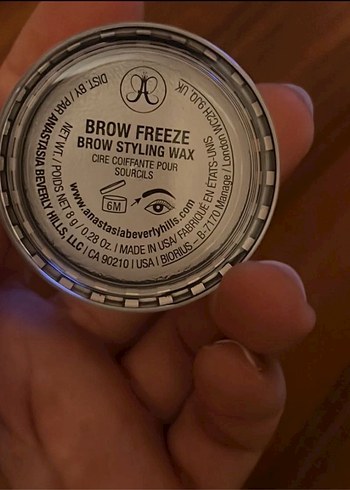 BROW FREEZE
BROW STYLING WAX
CIRE COIFFANTE POUR
SOURCILS
6M
www.anastasiabeverlyhills.com
NET WT. / POIDS NET 8 g / 0.28 Oz. | MADE IN USA/ FABRIQUÉ EN ÉTATS-UNIS
DIST. BY / PAR ANASTASIA BEVERLY HILLS, LLC | CA 90210 | USA | BIORIUS – B-7170 Manage / London WC2H 9JQ, UK